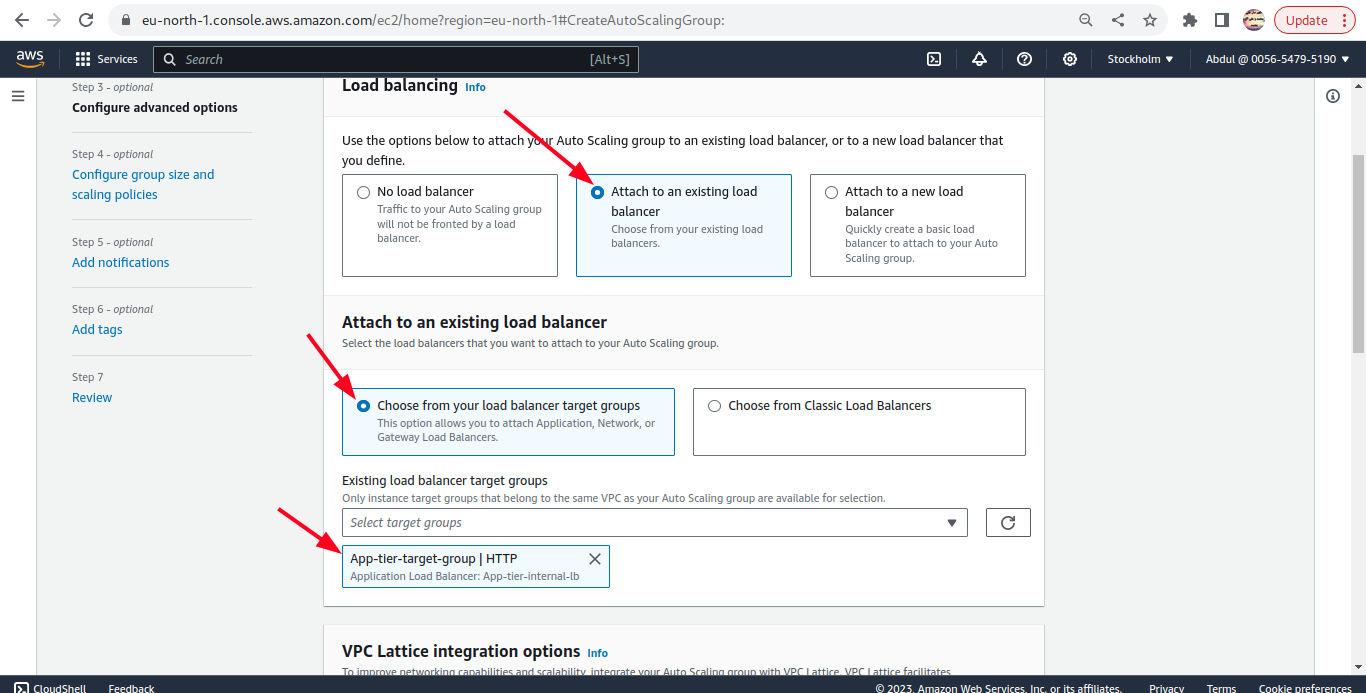 eu-north-1.console.aws.amazon.com/ec2/home?region=eu-north-1#CreateAutoScalingGroup:
Update
aws
Services
Search
[Alt+S]
Stockholm
Abdul @ 0056-5479-5190
Step 3 - optional
Configure advanced options
Step 4 - optional
Configure group size and
scaling policies
Step 5 - optional
Add notifications
Step 6 - optional
Add tags
Step 7
Review
Load balancing Info
Use the options below to attach your Auto Scaling group to an existing load balancer, or to a new load balancer that
you define.
No load balancer
Traffic to your Auto Scaling group
will not be fronted by a load
balancer.
Attach to an existing load
balancer
Choose from your existing load
balancers.
Attach to a new load
balancer
Quickly create a basic load
balancer to attach to your Auto
Scaling group.
Attach to an existing load balancer
Select the load balancers that you want to attach to your Auto Scaling group.
Choose from your load balancer target groups
This option allows you to attach Application, Network, or
Gateway Load Balancers.
Choose from Classic Load Balancers
Existing load balancer target groups
Only instance target groups that belong to the same VPC as your Auto Scaling group are available for selection.
Select target groups
App-tier-target-group | HTTP
Application Load Balancer: App-tier-internal-lb
VPC Lattice integration options Info
To improve networking capabilities and scalability, integrate your Auto Scaling group with VPC Lattice. VPC Lattice facilitates
CloudShell
Feedback
© 2023, Amazon Web Services, Inc. or its affiliates.
Privacy
Terms
Cookie preferences